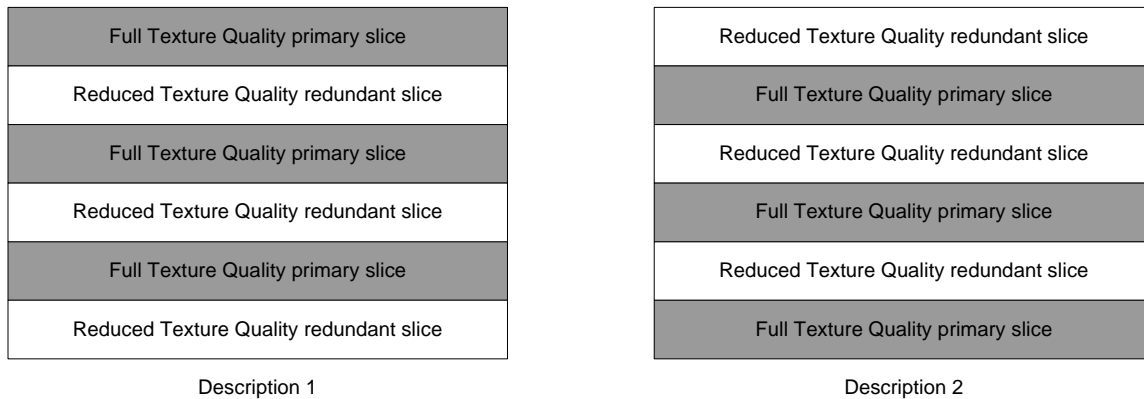 Full Texture Quality primary slice
Reduced Texture Quality redundant slice
Full Texture Quality primary slice
Reduced Texture Quality redundant slice
Full Texture Quality primary slice
Reduced Texture Quality redundant slice
Description 1
Reduced Texture Quality redundant slice
Full Texture Quality primary slice
Reduced Texture Quality redundant slice
Full Texture Quality primary slice
Reduced Texture Quality redundant slice
Full Texture Quality primary slice
Description 2